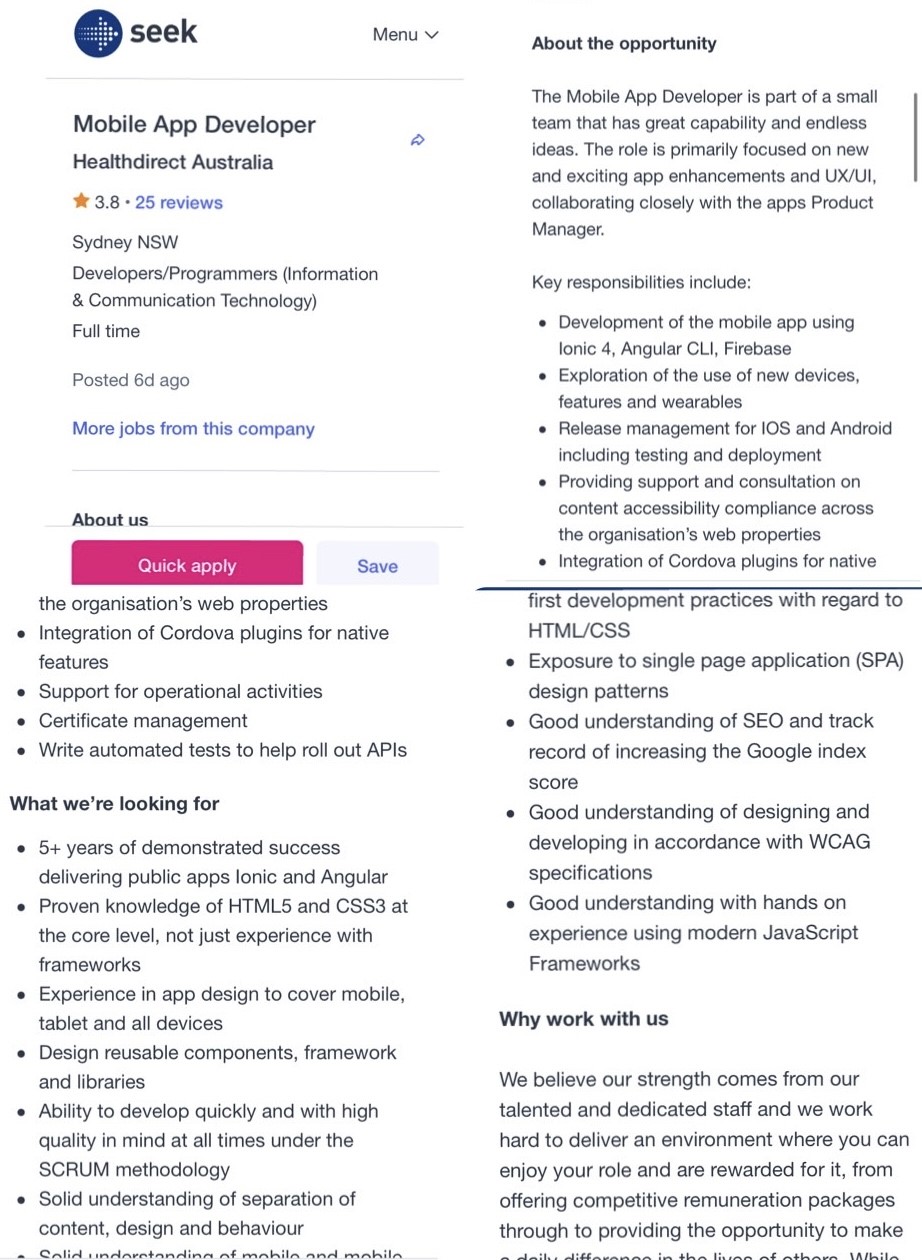 seek
Menu
Mobile App Developer
Healthdirect Australia
3.8 • 25 reviews
Sydney NSW
Developers/Programmers (Information
& Communication Technology)
Full time
Posted 6d ago
More jobs from this company
About us
Quick apply
Save
About the opportunity
The Mobile App Developer is part of a small
team that has great capability and endless
ideas. The role is primarily focused on new
and exciting app enhancements and UX/UI,
collaborating closely with the apps Product
Manager.
Key responsibilities include:
• Development of the mobile app using
Ionic 4, Angular CLI, Firebase
• Exploration of the use of new devices,
features and wearables
• Release management for IOS and Android
including testing and deployment
• Providing support and consultation on
content accessibility compliance across
the organisation's web properties
• Integration of Cordova plugins for native
the organisation's web properties
• Integration of Cordova plugins for native
features
• Support for operational activities
• Certificate management
• Write automated tests to help roll out APIs
What we're looking for
• 5+ years of demonstrated success
delivering public apps Ionic and Angular
• Proven knowledge of HTML5 and CSS3 at
the core level, not just experience with
frameworks
• Experience in app design to cover mobile,
tablet and all devices
• Design reusable components, framework
and libraries
• Ability to develop quickly and with high
quality in mind at all times under the
SCRUM methodology
• Solid understanding of separation of
content, design and behaviour
• Solid understanding of mobile and mobile
first development practices with regard to
HTML/CSS
• Exposure to single page application (SPA)
design patterns
• Good understanding of SEO and track
record of increasing the Google index
score
• Good understanding of designing and
developing in accordance with WCAG
specifications
• Good understanding with hands on
experience using modern JavaScript
Frameworks
Why work with us
We believe our strength comes from our
talented and dedicated staff and we work
hard to deliver an environment where you can
enjoy your role and are rewarded for it, from
offering competitive remuneration packages
through to providing the opportunity to make
a daily difference in the lives of others. While